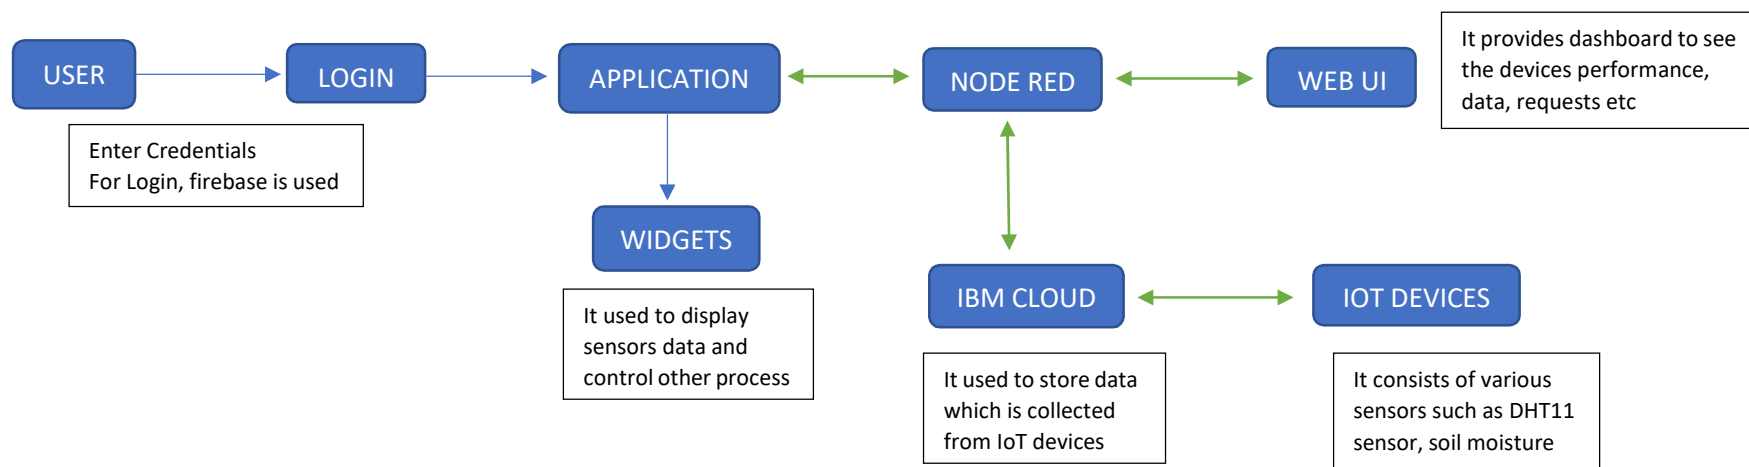 USER
LOGIN
APPLICATION
NODE RED
WEB UI
It provides dashboard to see
the devices performance,
data, requests etc
Enter Credentials
For Login, firebase is used
WIDGETS
It used to display
sensors data and
control other process
IBM CLOUD
IOT DEVICES
It used to store data
which is collected
from IoT devices
It consists of various
sensors such as DHT11
sensor, soil moisture